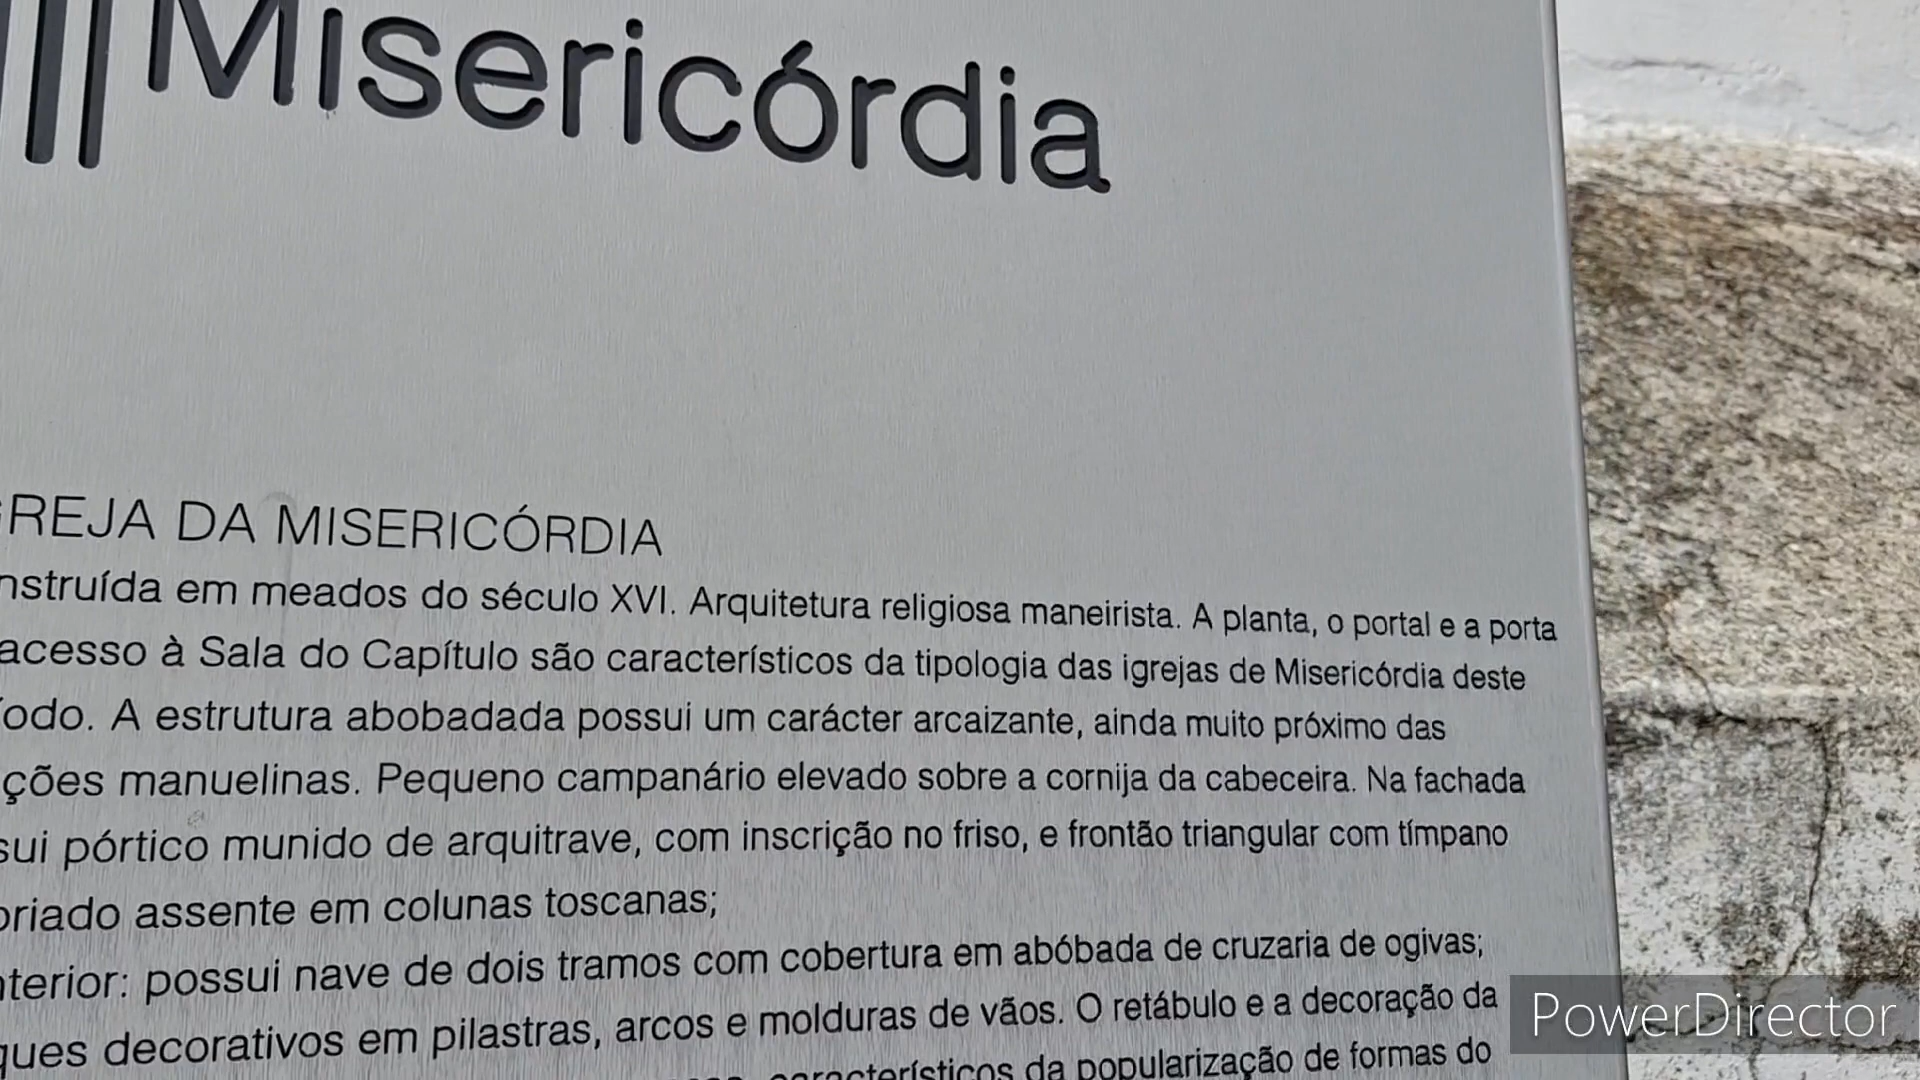 Misericórdia
GREJA DA MISERICÓRDIA
nstruída em meados do século XVI. Arquitetura religiosa maneirista. A planta, o portal e a porta
acesso à Sala do Capítulo são característicos da tipologia das igrejas de Misericórdia deste
íodo. A estrutura abobadada possui um carácter arcaizante, ainda muito próximo das
ções manuelinas. Pequeno campanário elevado sobre a cornija da cabeceira. Na fachada
sui pórtico munido de arquitrave, com inscrição no friso, e frontão triangular com tímpano
oriado assente em colunas toscanas;
nterior: possui nave de dois tramos com cobertura em abóbada de cruzaria de ogivas;
ques decorativos em pilastras, arcos e molduras de vãos. O retábulo e a decoração da
característicos da popularização de formas do
PowerDirector